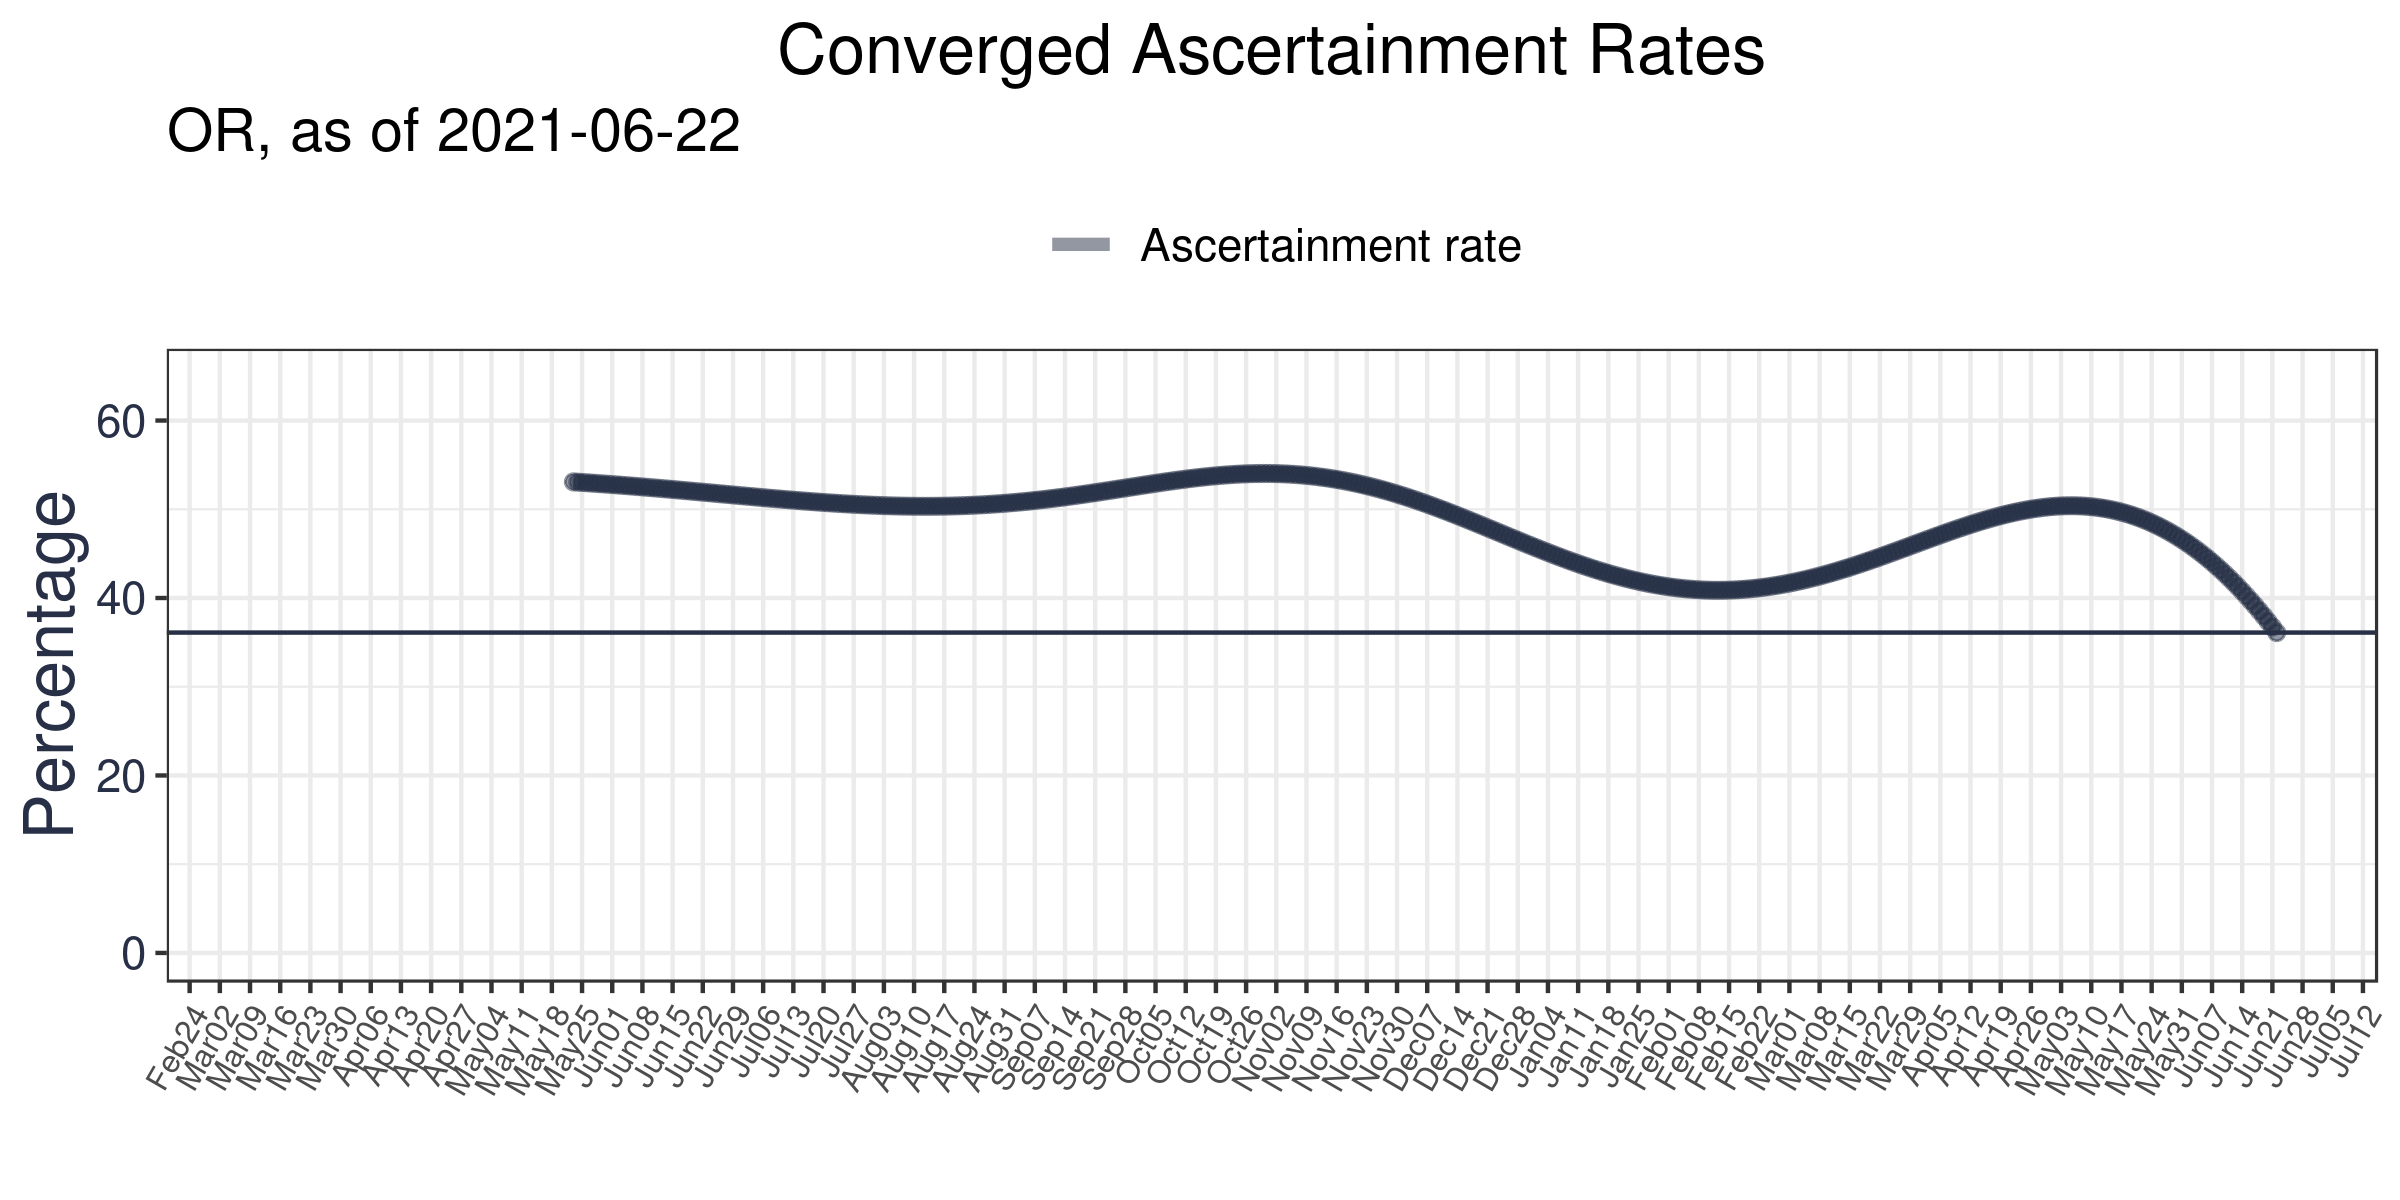 Converged Ascertainment Rates
OR, as of 2021-06-22
Ascertainment rate
Percentage
60
40
20
0
Feb24
Mar02
Mar09
Mar16
Mar23
Mar30
Apr06
Apr13
Apr20
Apr27
May04
May11
May18
May25
Jun01
Jun08
Jun15
Jun22
Jun29
Jul06
Jul13
Jul20
Jul27
Aug03
Aug10
Aug17
Aug24
Aug31
Sep07
Sep14
Sep21
Sep28
Oct05
Oct12
Oct19
Oct26
Nov02
Nov09
Nov16
Nov23
Nov30
Dec07
Dec14
Dec21
Dec28
Jan04
Jan11
Jan18
Jan25
Feb01
Feb08
Feb15
Feb22
Mar01
Mar08
Mar15
Mar22
Mar29
Apr05
Apr12
Apr19
Apr26
May03
May10
May17
May24
May31
Jun07
Jun14
Jun21
Jun28
Jul05
Jul12